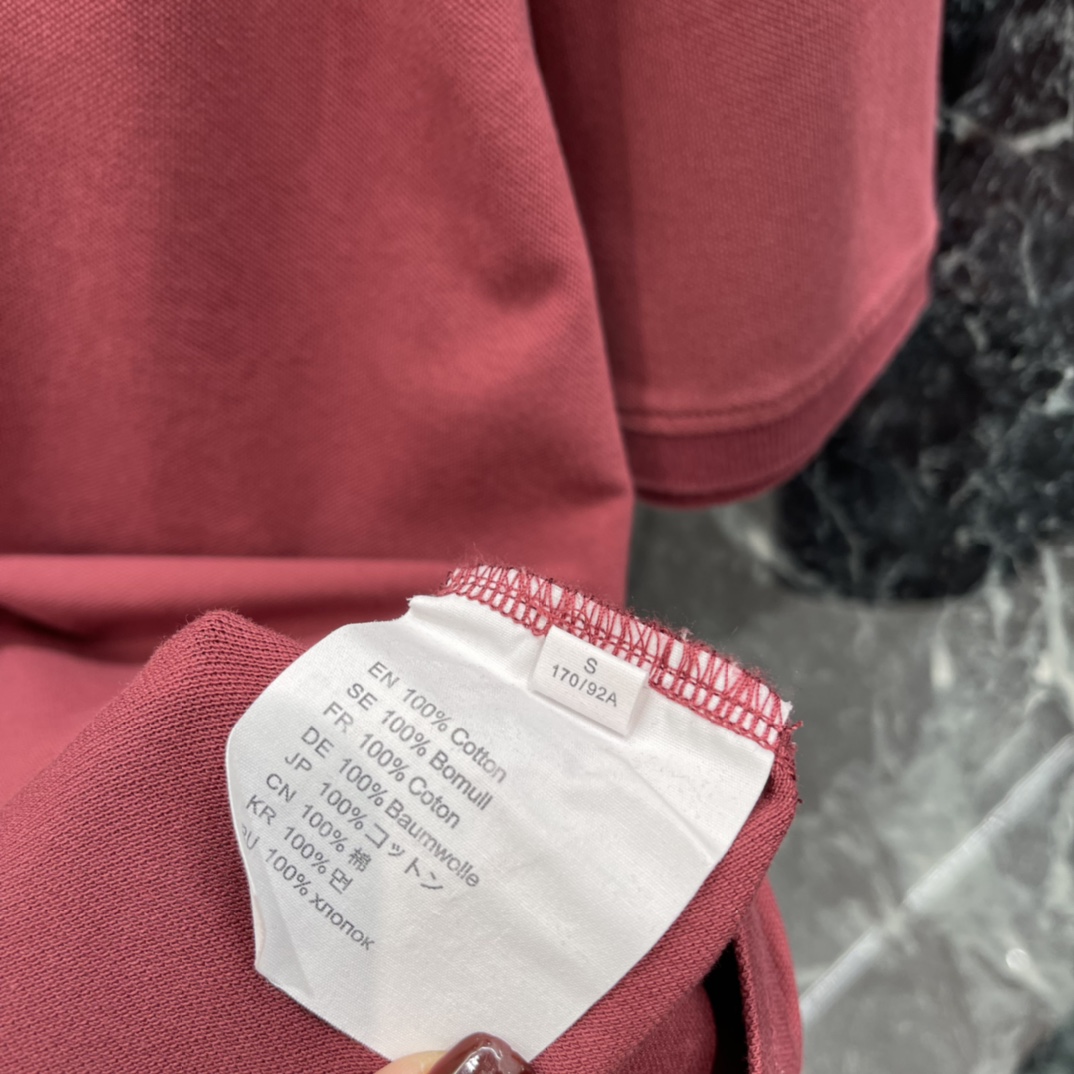 S
170/92A
EN 100% Cotton
SE 100% Bomull
FR 100% Coton
DE 100% Baumwolle
JP 100% コットン
CN 100% 棉
KR 100% 면
100% хлопок